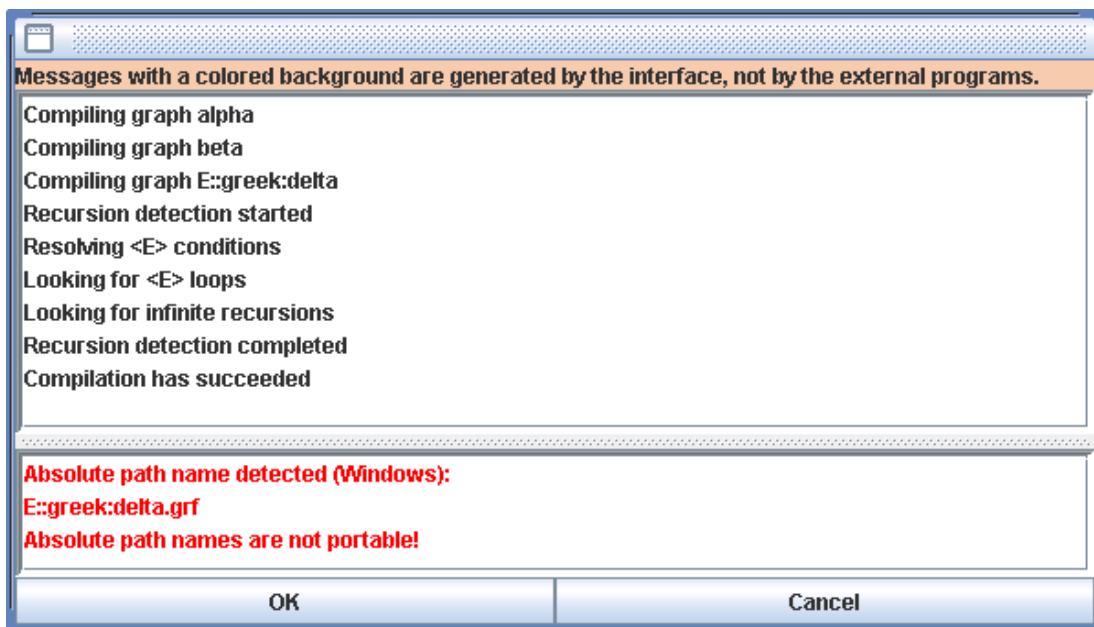 Messages with a colored background are generated by the interface, not by the external programs.
Compiling graph alpha
Compiling graph beta
Compiling graph E::greek:delta
Recursion detection started
Resolving <E> conditions
Looking for <E> loops
Looking for infinite recursions
Recursion detection completed
Compilation has succeeded
Absolute path name detected (Windows):
E::greek:delta.grf
Absolute path names are not portable!
OK
Cancel